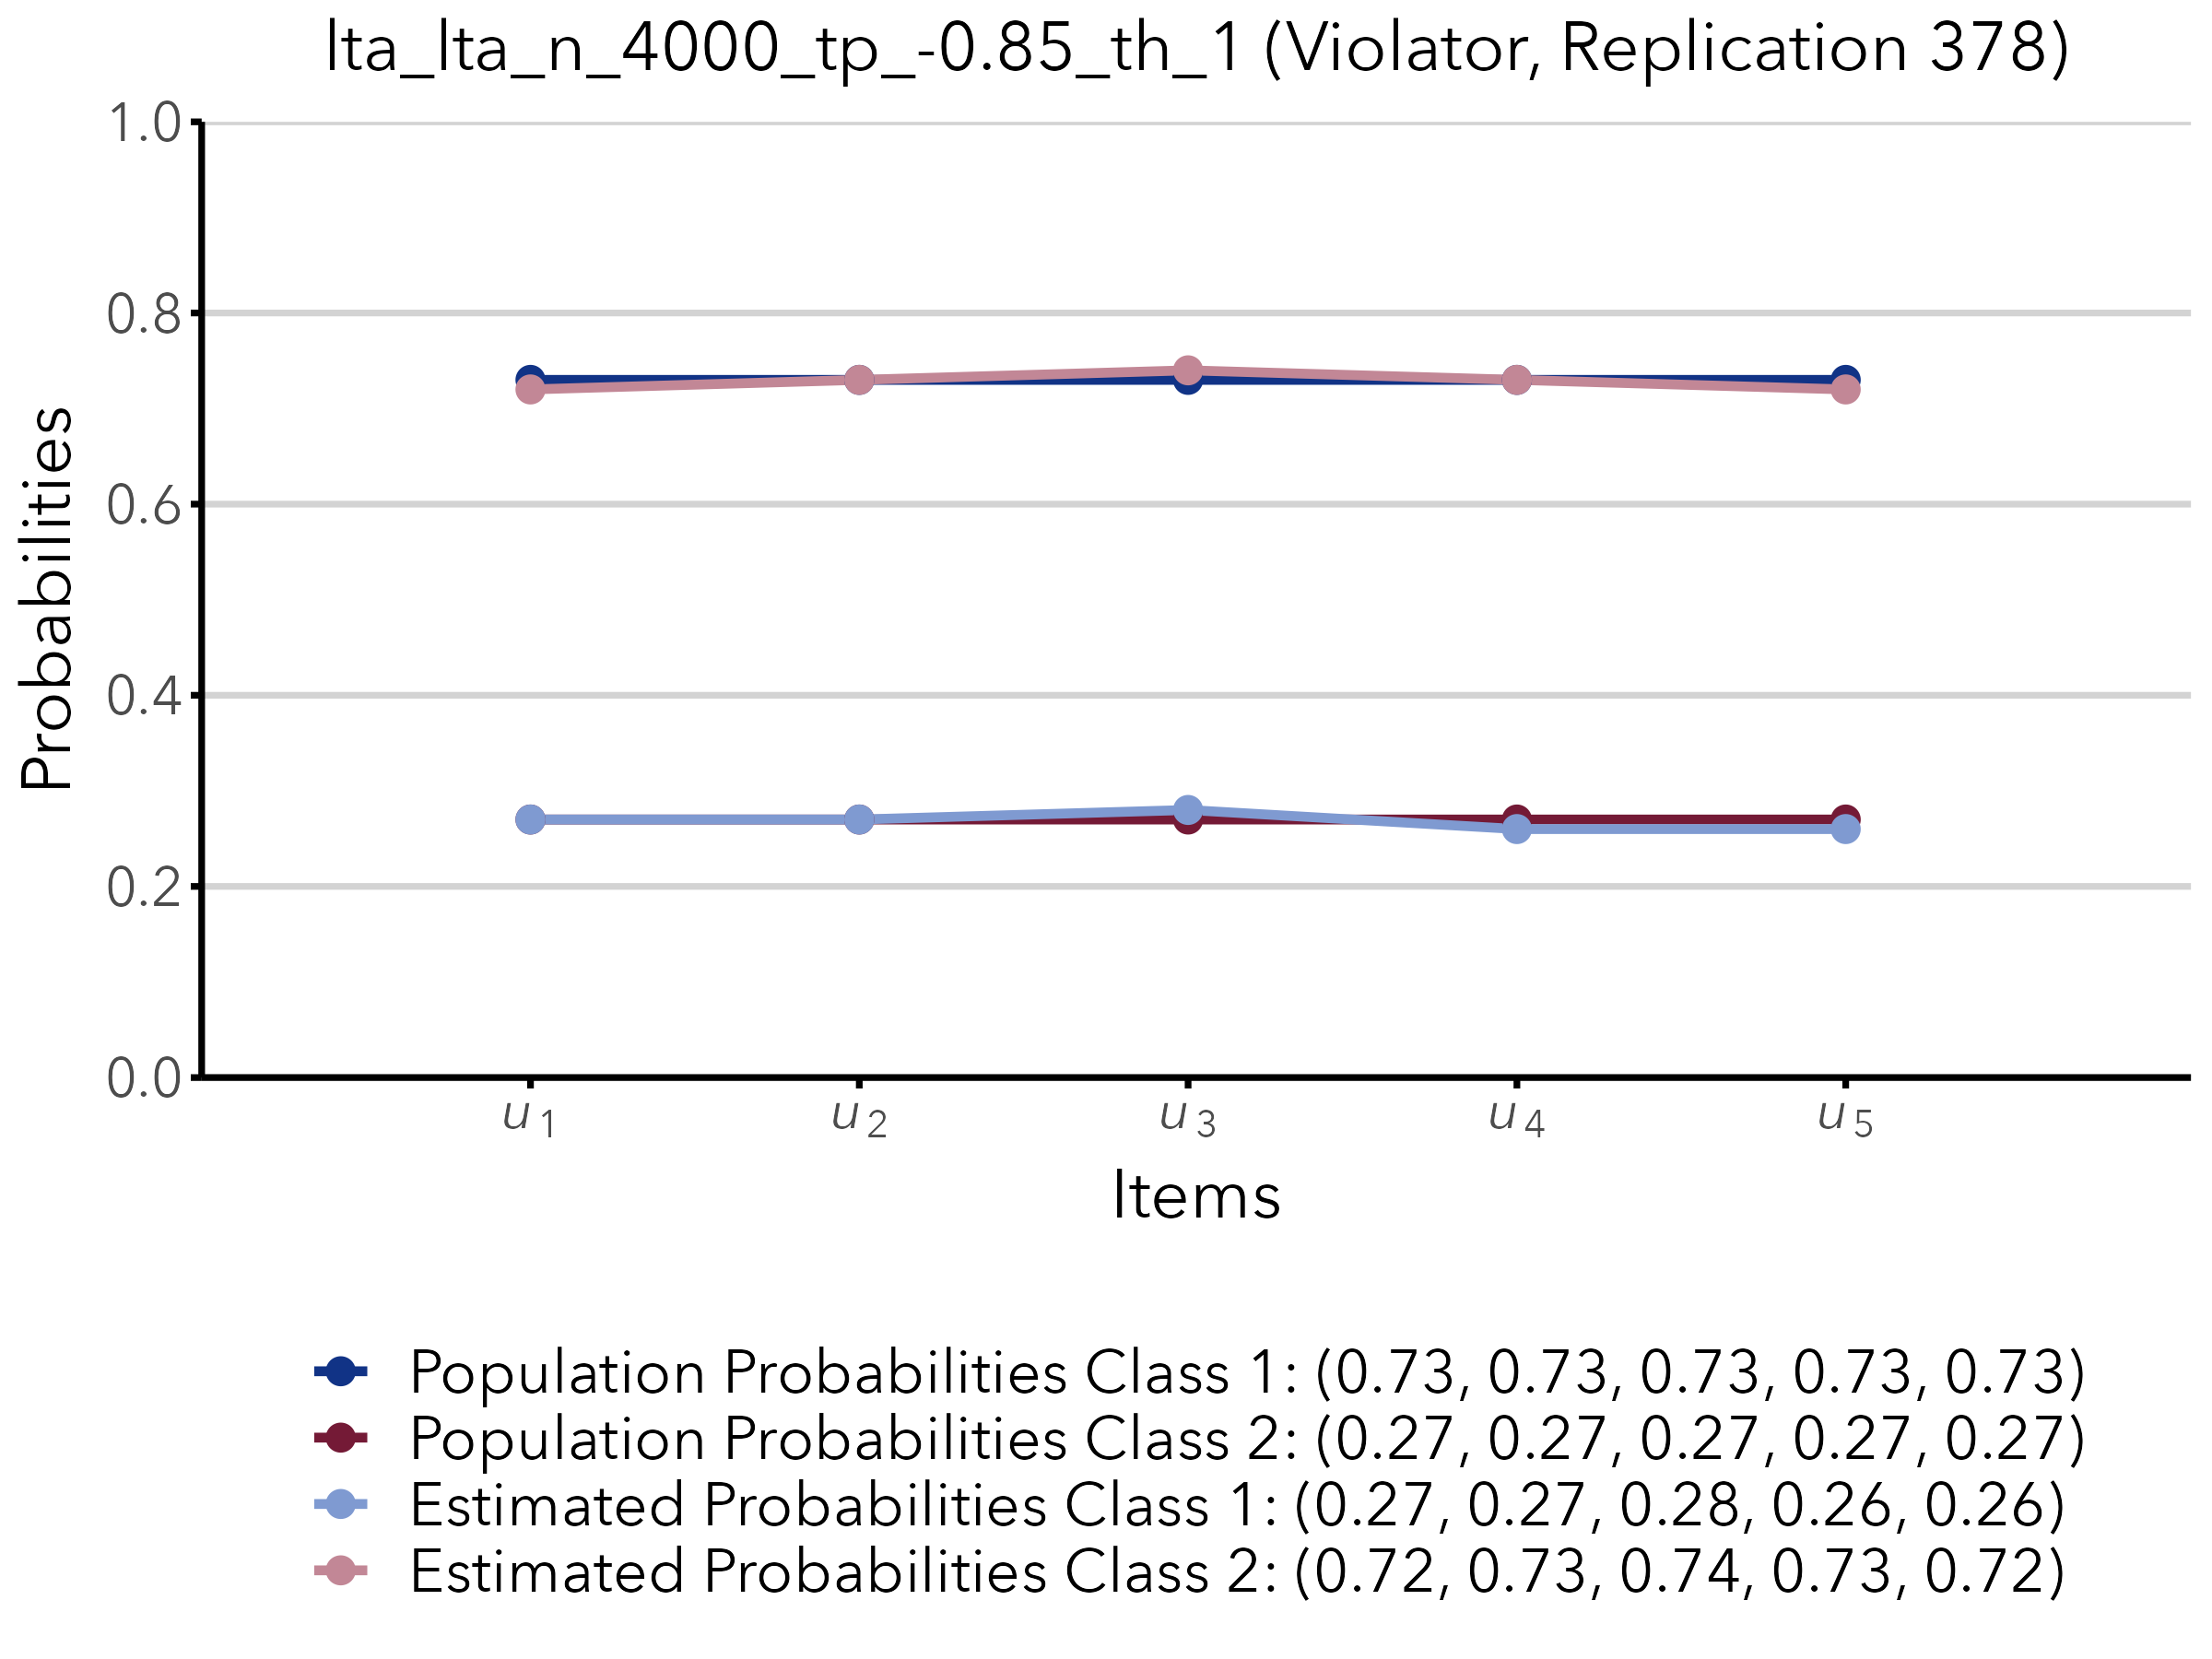 lta_lta_n_4000_tp_-0.85_th_1 (Violator, Replication 378)
1.0
0.8
0.6
0.4
0.2
0.0
Probabilities
u1
u2
u3
u4
u5
Items
Population Probabilities Class 1: (0.73, 0.73, 0.73, 0.73, 0.73)
Population Probabilities Class 2: (0.27, 0.27, 0.27, 0.27, 0.27)
Estimated Probabilities Class 1: (0.27, 0.27, 0.28, 0.26, 0.26)
Estimated Probabilities Class 2: (0.72, 0.73, 0.74, 0.73, 0.72)